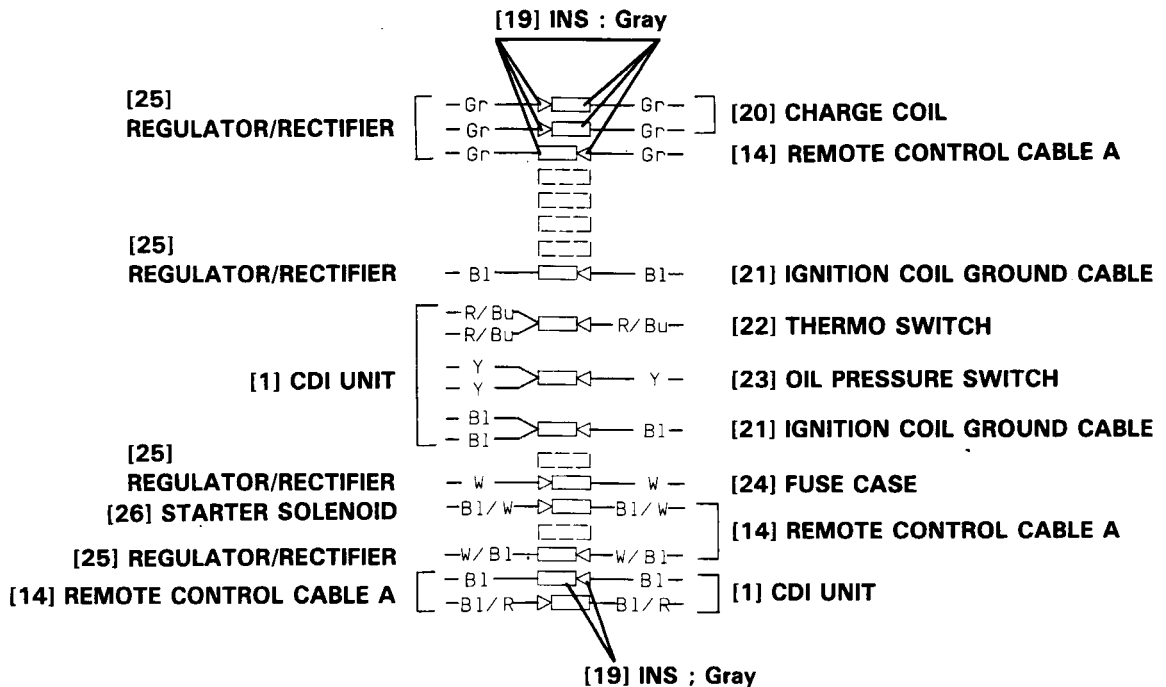 [19] INS : Gray
[25]
REGULATOR/RECTIFIER
Gr Gr
Gr Gr
Gr Gr
[20] CHARGE COIL
[14] REMOTE CONTROL CABLE A
[25]
REGULATOR/RECTIFIER Bl Bl [21] IGNITION COIL GROUND CABLE
[1] CDI UNIT
R/Bu
R/Bu R/Bu [22] THERMO SWITCH
Y
Y Y [23] OIL PRESSURE SWITCH
Bl
Bl Bl [21] IGNITION COIL GROUND CABLE
[25]
REGULATOR/RECTIFIER W W [24] FUSE CASE
[26] STARTER SOLENOID Bl/W Bl/W
[14] REMOTE CONTROL CABLE A
[25] REGULATOR/RECTIFIER W/Bl W/Bl
[14] REMOTE CONTROL CABLE A
Bl Bl
Bl/R Bl/R
[1] CDI UNIT
[19] INS ; Gray